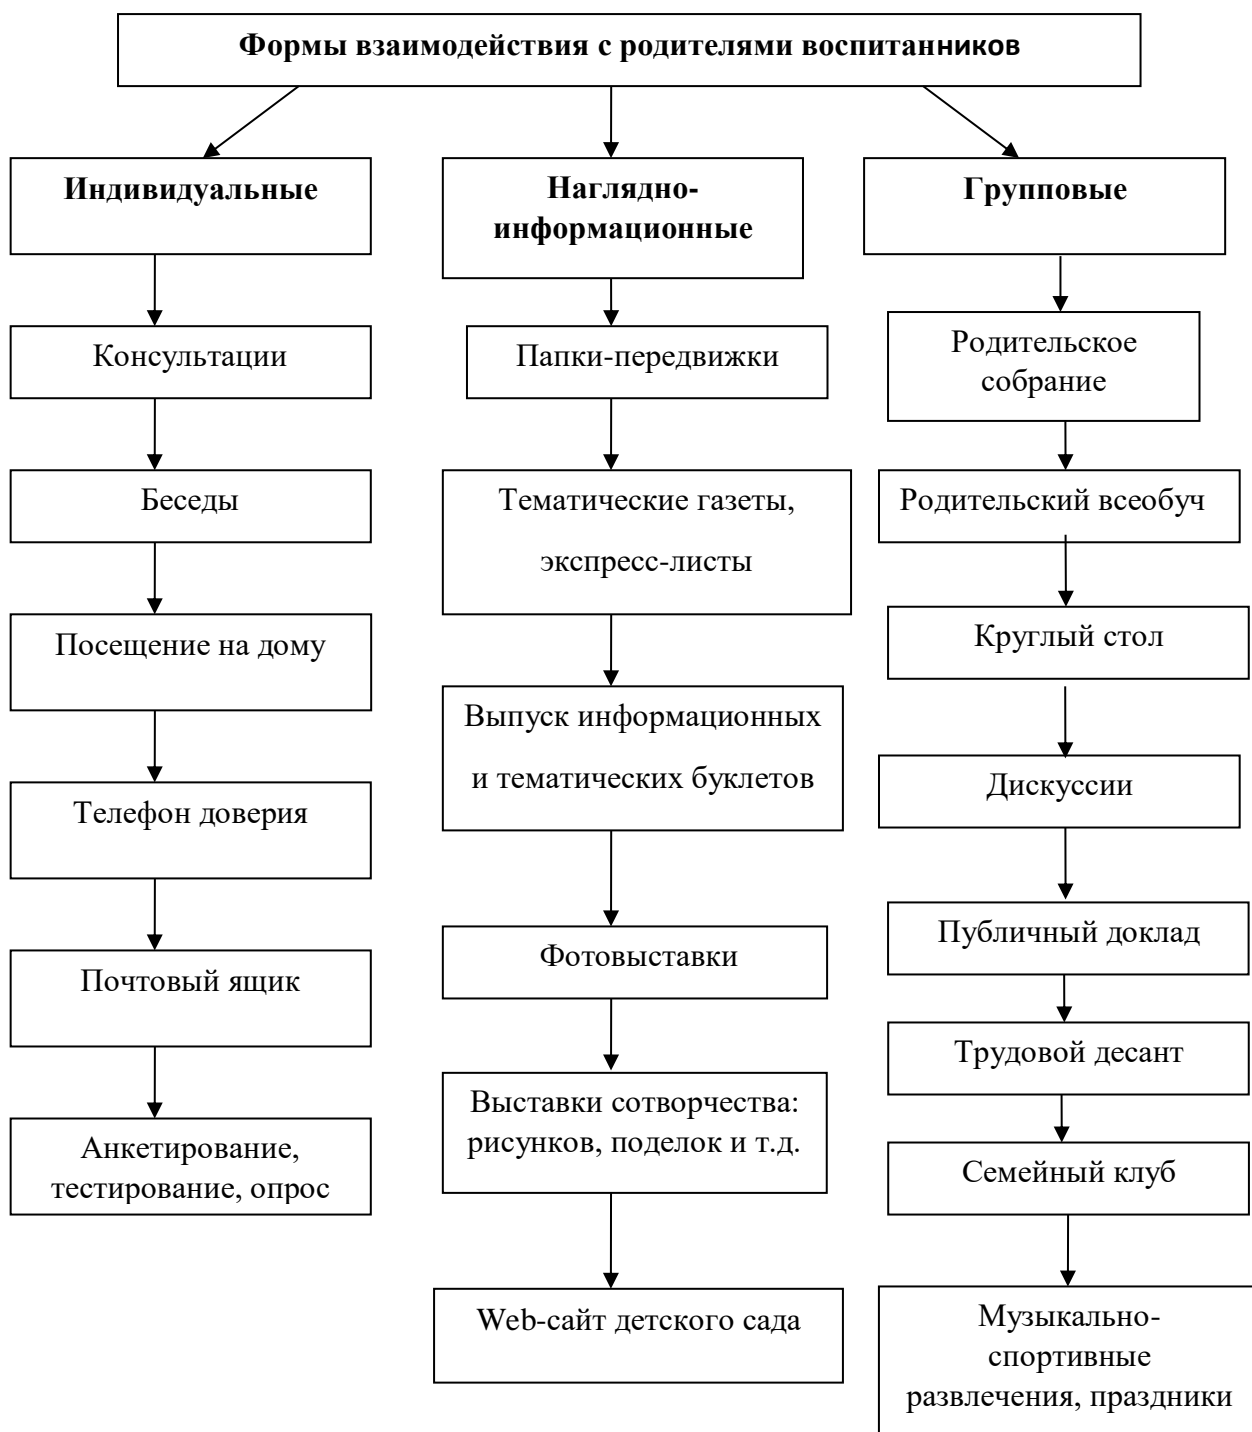 Формы взаимодействия с родителями воспитанников
Индивидуальные
Консультации
Беседы
Посещение на дому
Телефон доверия
Почтовый ящик
Анкетирование,
тестирование, опрос
Наглядно-
информационные
Папки-передвижки
Тематические газеты,
экспресс-листы
Выпуск информационных
и тематических буклетов
Фотовыставки
Выставки сотворчества:
рисунков, поделок и т.д.
Web-сайт детского сада
Групповые
Родительское
собрание
Родительский всеобуч
Круглый стол
Дискуссии
Публичный доклад
Трудовой десант
Семейный клуб
Музыкально-
спортивные
развлечения, праздники